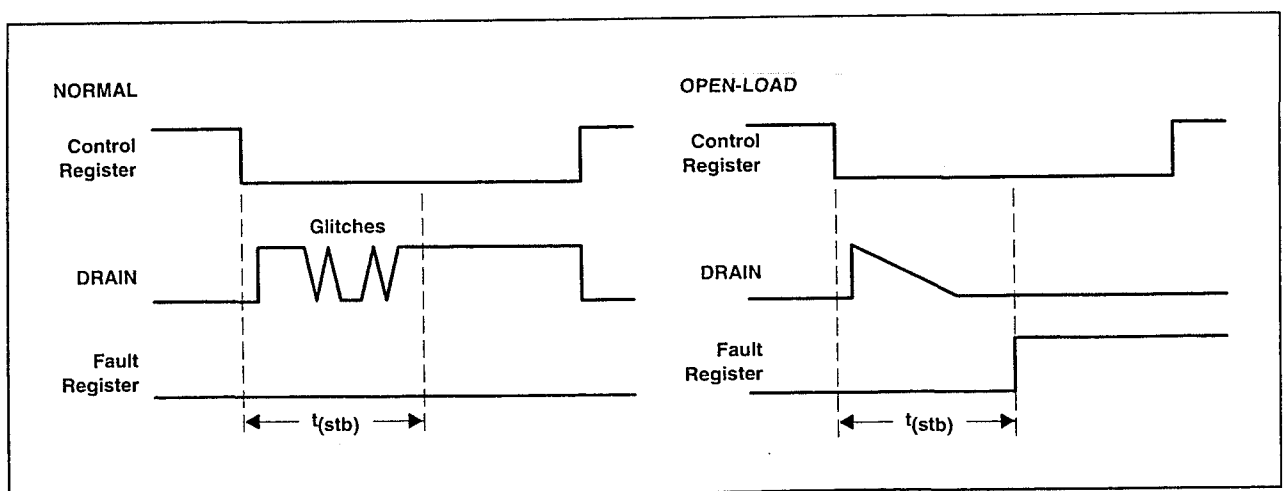 NORMAL
Control
Register
Glitches
DRAIN
Fault
Register
t(stb)
OPEN-LOAD
Control
Register
DRAIN
Fault
Register
t(stb)